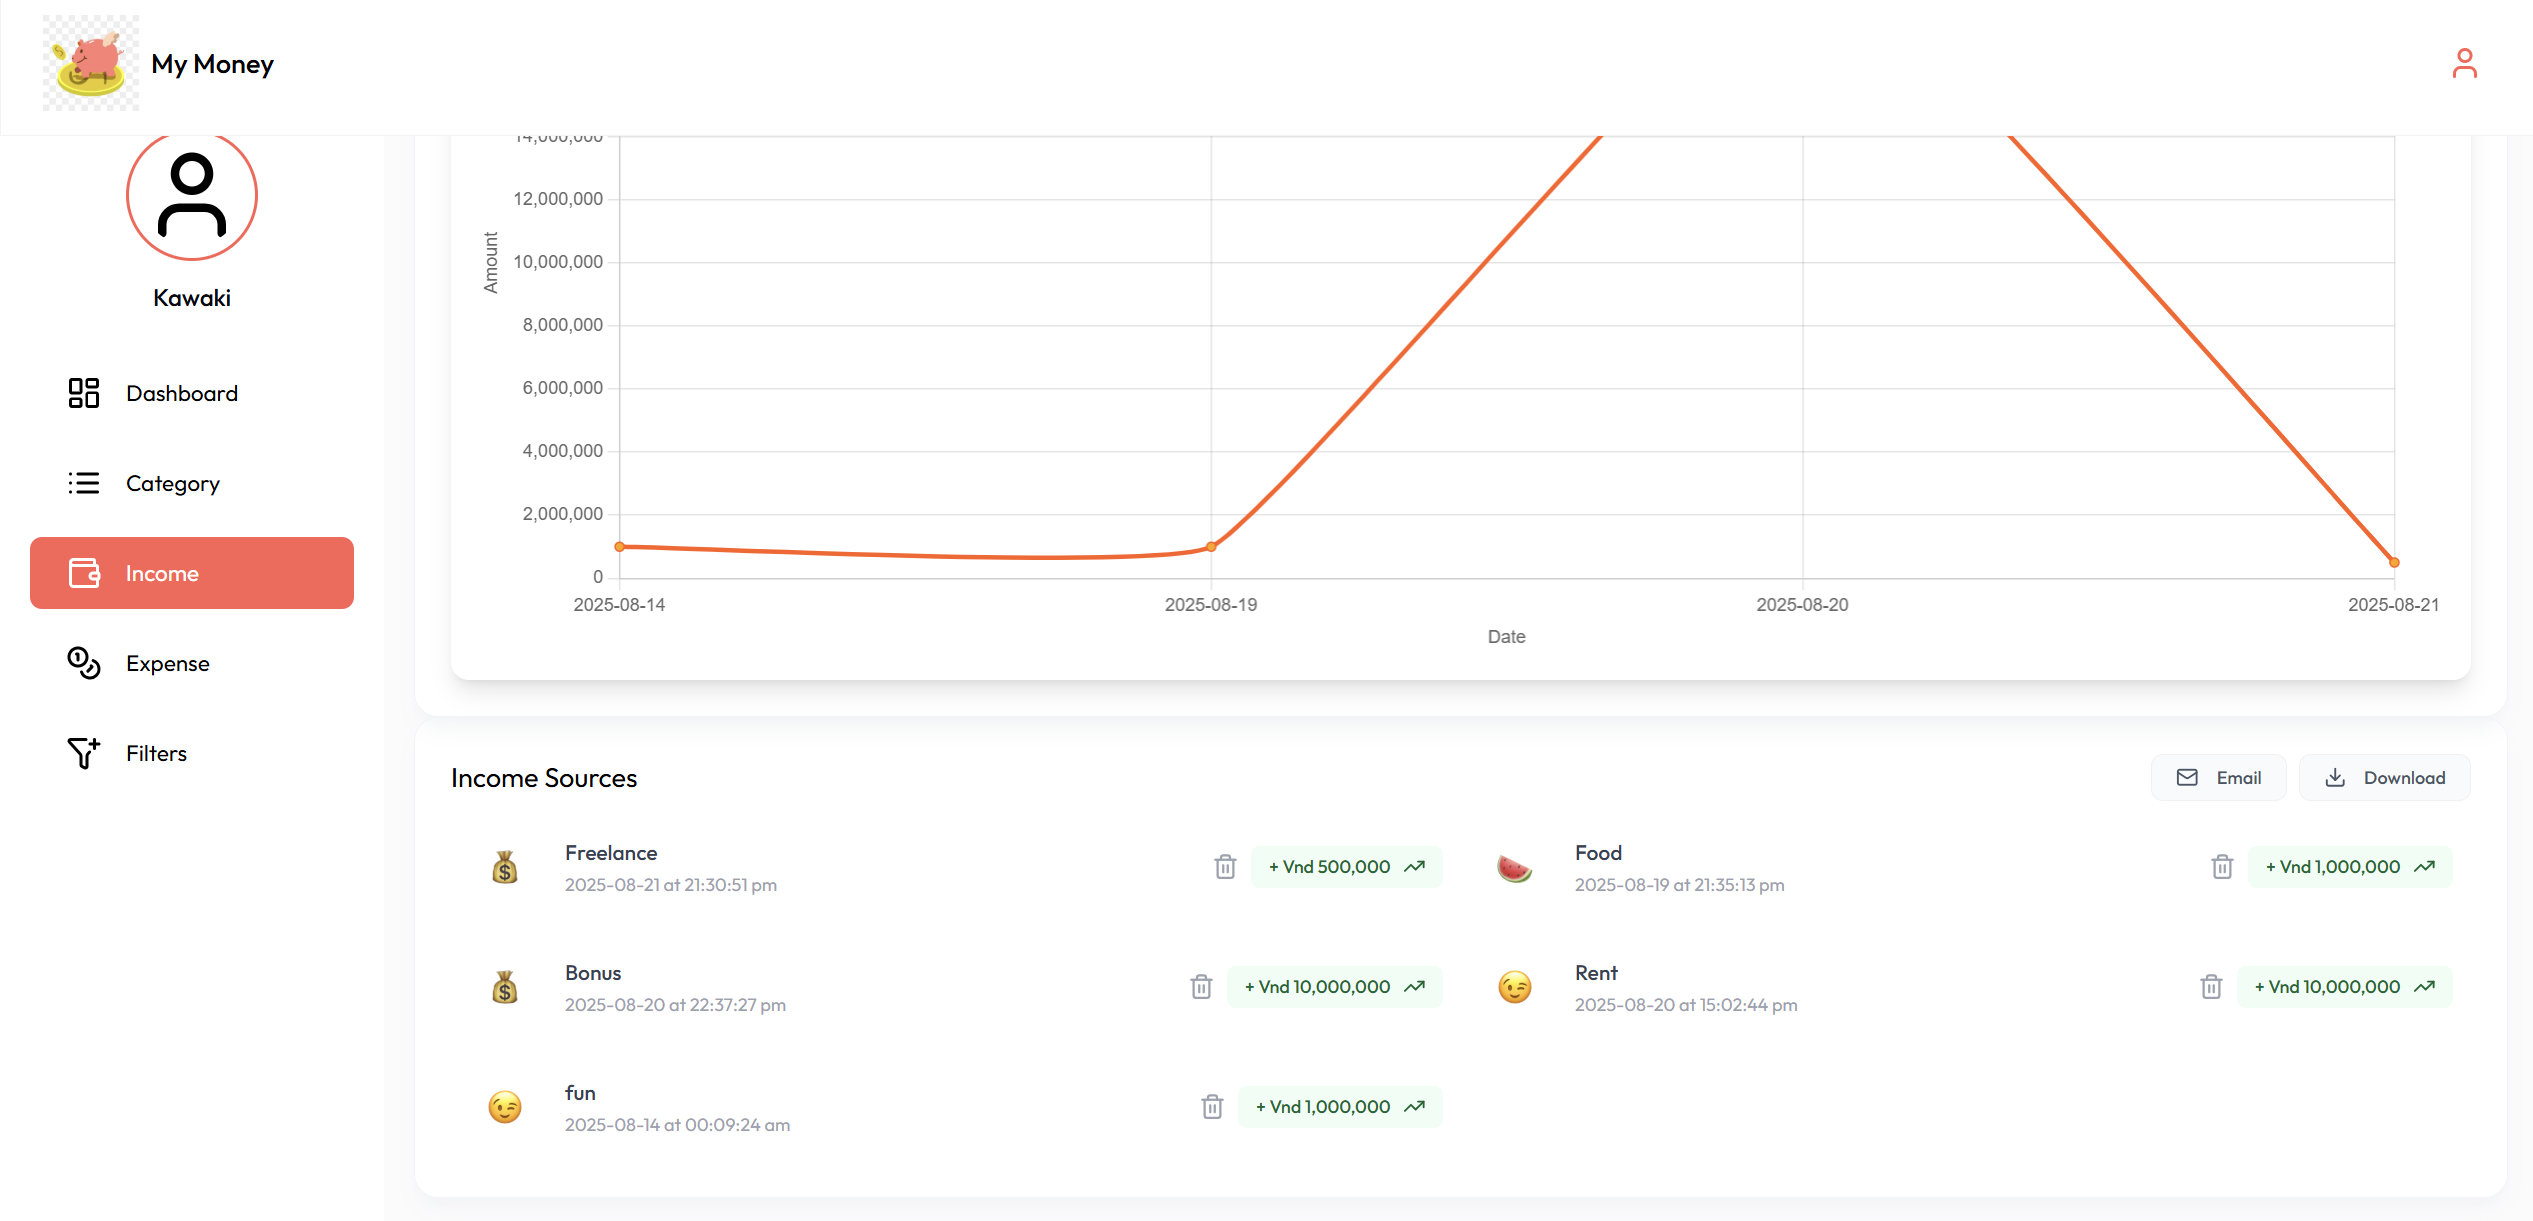 My Money
Kawaki
Dashboard
Category
Income
Expense
Filters
14,000,000
12,000,000
10,000,000
8,000,000
6,000,000
4,000,000
2,000,000
0
Amount
2025-08-14 2025-08-19 2025-08-20 2025-08-21
Date
Income Sources
Email
Download
Freelance
2025-08-21 at 21:30:51 pm
+ Vnd 500,000
Food
2025-08-19 at 21:35:13 pm
+ Vnd 1,000,000
Bonus
2025-08-20 at 22:37:27 pm
+ Vnd 10,000,000
Rent
2025-08-20 at 15:02:44 pm
+ Vnd 10,000,000
fun
2025-08-14 at 00:09:24 am
+ Vnd 1,000,000